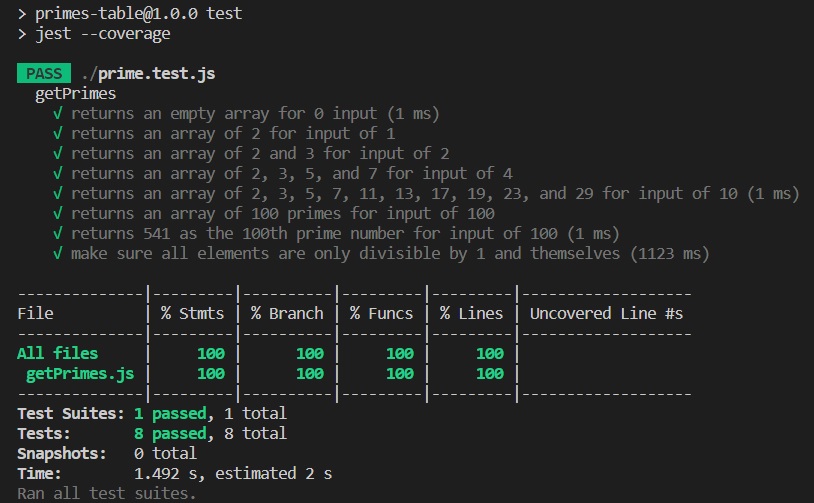 > primes-table@1.0.0 test
> jest --coverage
PASS ./prime.test.js
getPrimes
√ returns an empty array for 0 input (1 ms)
√ returns an array of 2 for input of 1
√ returns an array of 2 and 3 for input of 2
√ returns an array of 2, 3, 5, and 7 for input of 4
√ returns an array of 2, 3, 5, 7, 11, 13, 17, 19, 23, and 29 for input of 10 (1 ms)
√ returns an array of 100 primes for input of 100
√ returns 541 as the 100th prime number for input of 100 (1 ms)
√ make sure all elements are only divisible by 1 and themselves (1123 ms)
--------------|---------|----------|---------|---------|-------------------
File          | % Stmts | % Branch | % Funcs | % Lines | Uncovered Line #s
--------------|---------|----------|---------|---------|-------------------
All files     |     100 |      100 |     100 |     100 |
 getPrimes.js |     100 |      100 |     100 |     100 |
--------------|---------|----------|---------|---------|-------------------
Test Suites: 1 passed, 1 total
Tests:       8 passed, 8 total
Snapshots:   0 total
Time:        1.492 s, estimated 2 s
Ran all test suites.